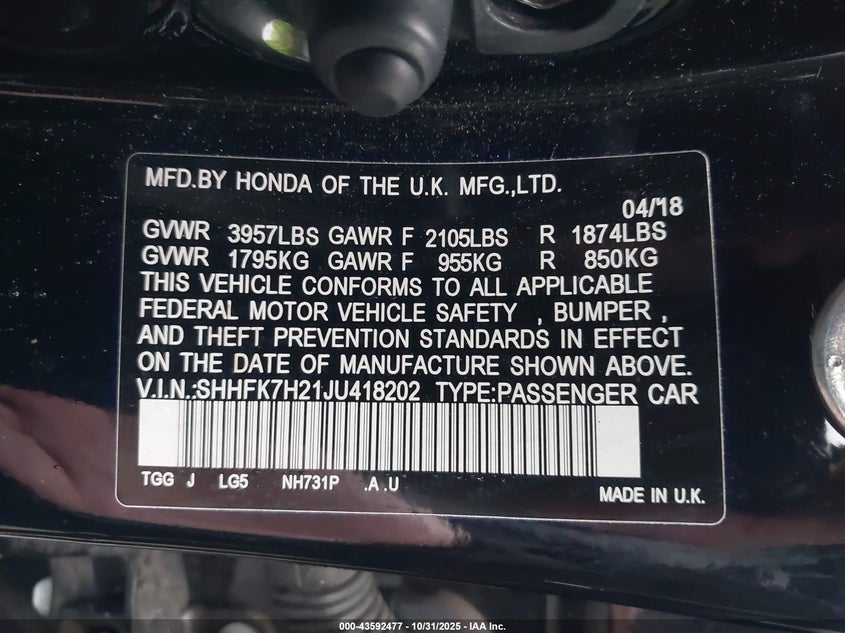 MFD.BY HONDA OF THE U.K. MFG.,LTD.
04/18
GVWR 3957LBS GAWR F 2105LBS R 1874LBS
GVWR 1795KG GAWR F 955KG R 850KG
THIS VEHICLE CONFORMS TO ALL APPLICABLE
FEDERAL MOTOR VEHICLE SAFETY , BUMPER ,
AND THEFT PREVENTION STANDARDS IN EFFECT
ON THE DATE OF MANUFACTURE SHOWN ABOVE.
V.I.N.:SHHFK7H21JU418202 TYPE:PASSENGER CAR
TGG J LG5 NH731P .A .U
MADE IN U.K.
000-43592477 - 10/31/2025 - IAA Inc.